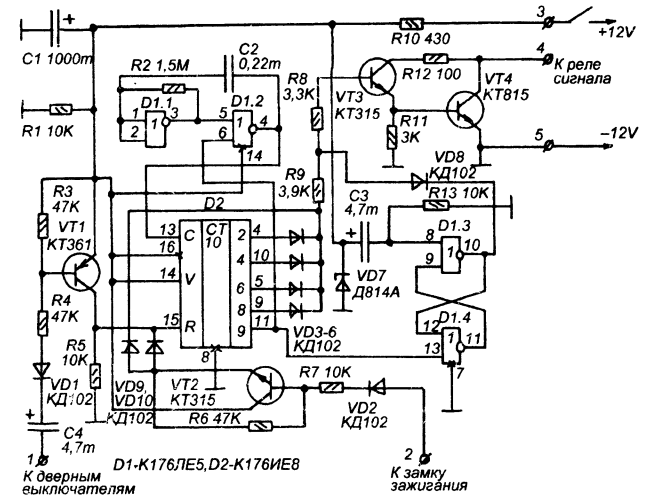 3
+12V
C1 1000m
+
R10 430
4
К реле
сигнала
R2 1,5M
C2
0,22m
R8
3,3K
R12 100
VT3
КТ315
VT4
КТ815
D1.1
1
2
1
3
D1.2
5
6
1
4
14
R1 10K
R11
3K
5
−12V
R9
3,9K
VD8
КД102
R3
47K
D2
C3
4,7m
+
R13 10K
VT1
КТ361
13
16
14
15
C
V
R
CT
10
2
4
6
8
9
4
10
5
9
11
8
D1.3
8
9
1
10
VD7
Д814А
R4
47K
D1.4
12
13
1
11
7
VD3-6
КД102
R5
10K
VD1
КД102
VD9,
VD10
КД102
VT2
КТ315
R7 10K
R6 47K
VD2
КД102
+
C4
4,7m
1
К дверным
выключателям
D1-К176ЛЕ5,D2-К176ИЕ8
2
К замку
зажигания